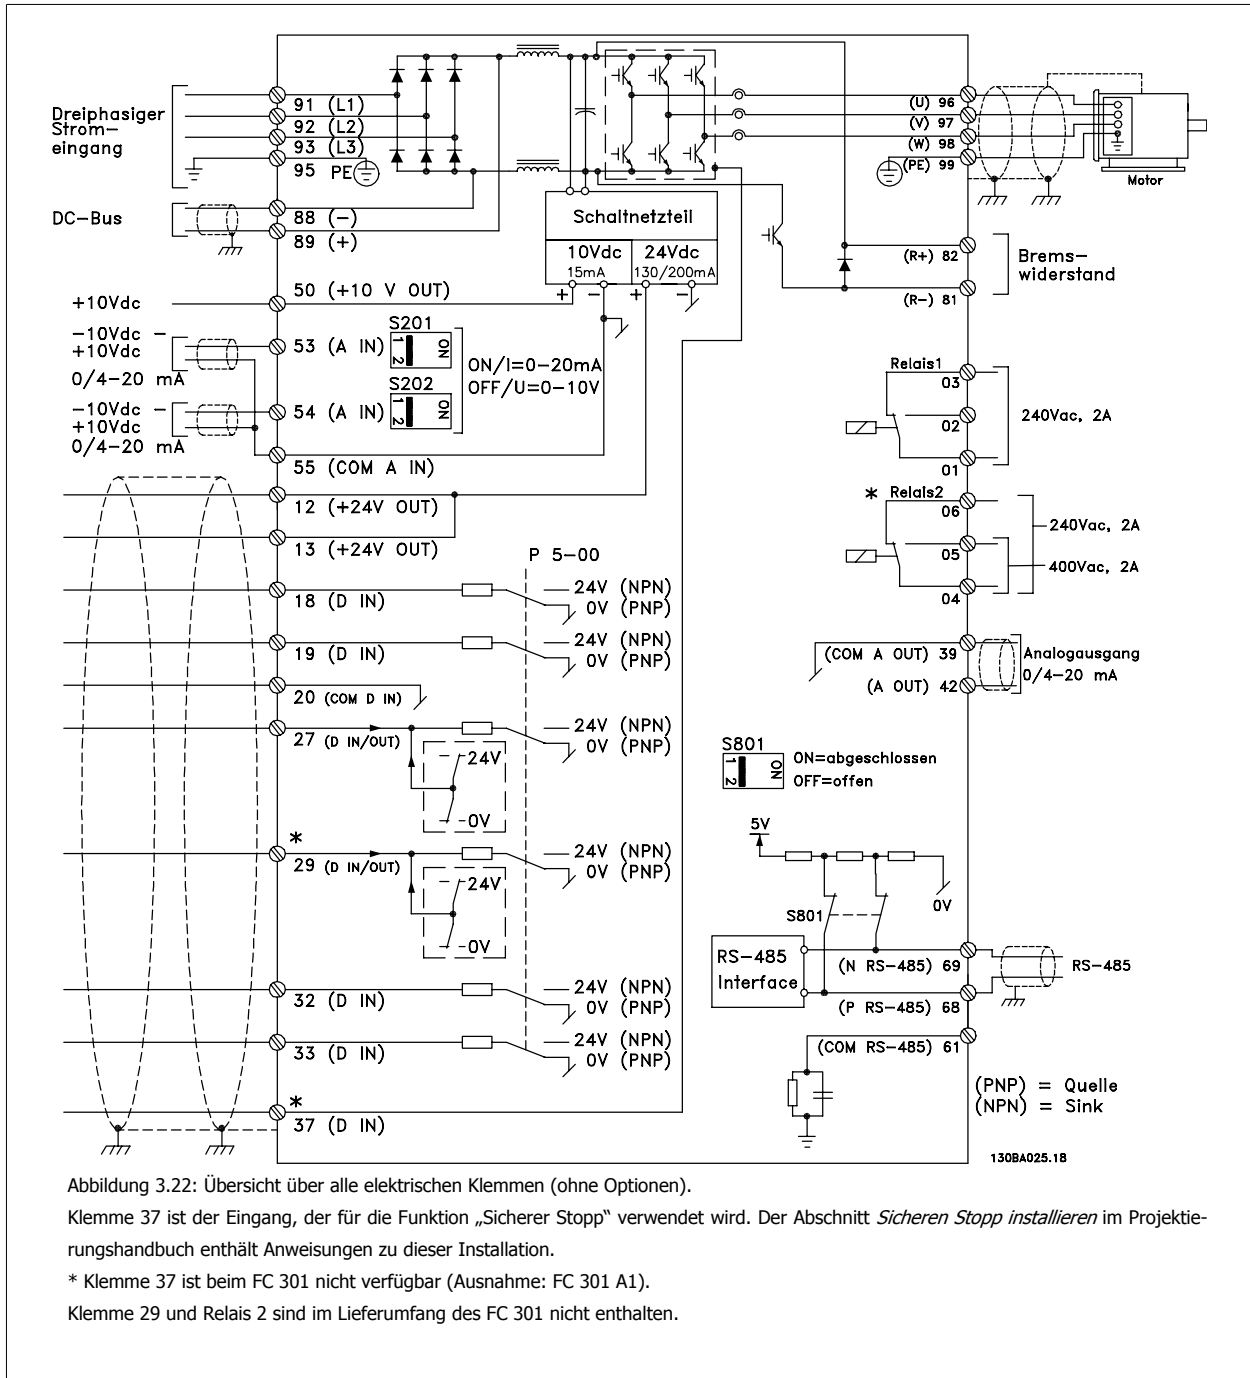 Dreiphasiger
Strom-
eingang
91 (L1)
92 (L2)
93 (L3)
95 PE
DC-Bus
88 (-)
89 (+)
+10Vdc
50 (+10 V OUT)
-10Vdc -
+10Vdc
0/4-20 mA
53 (A IN)
S201
1 2
ON
ON/I=0-20mA
OFF/U=0-10V
-10Vdc -
+10Vdc
0/4-20 mA
54 (A IN)
S202
1 2
ON
55 (COM A IN)
12 (+24V OUT)
13 (+24V OUT)
P 5-00
18 (D IN)
24V (NPN)
0V (PNP)
19 (D IN)
24V (NPN)
0V (PNP)
20 (COM D IN)
27 (D IN/OUT)
24V (NPN)
0V (PNP)
24V
0V
*
29 (D IN/OUT)
24V (NPN)
0V (PNP)
24V
0V
32 (D IN)
24V (NPN)
0V (PNP)
33 (D IN)
24V (NPN)
0V (PNP)
*
37 (D IN)
Schaltnetzteil
10Vdc
15mA
24Vdc
130/200mA
+ - + -
(U) 96
(V) 97
(W) 98
(PE) 99
Motor
(R+) 82
(R-) 81
Brems-
widerstand
Relais1
03
02
01
240Vac, 2A
* Relais2
06
05
04
240Vac, 2A
400Vac, 2A
(COM A OUT) 39
(A OUT) 42
Analogausgang
0/4-20 mA
S801
1 2
ON
ON=abgeschlossen
OFF=offen
5V
S801
0V
RS-485
Interface
(N RS-485) 69
(P RS-485) 68
(COM RS-485) 61
RS-485
(PNP) = Quelle
(NPN) = Sink
130BA025.18
Abbildung 3.22: Übersicht über alle elektrischen Klemmen (ohne Optionen).
Klemme 37 ist der Eingang, der für die Funktion „Sicherer Stopp“ verwendet wird. Der Abschnitt Sicheren Stopp installieren im Projektie-
rungshandbuch enthält Anweisungen zu dieser Installation.
* Klemme 37 ist beim FC 301 nicht verfügbar (Ausnahme: FC 301 A1).
Klemme 29 und Relais 2 sind im Lieferumfang des FC 301 nicht enthalten.